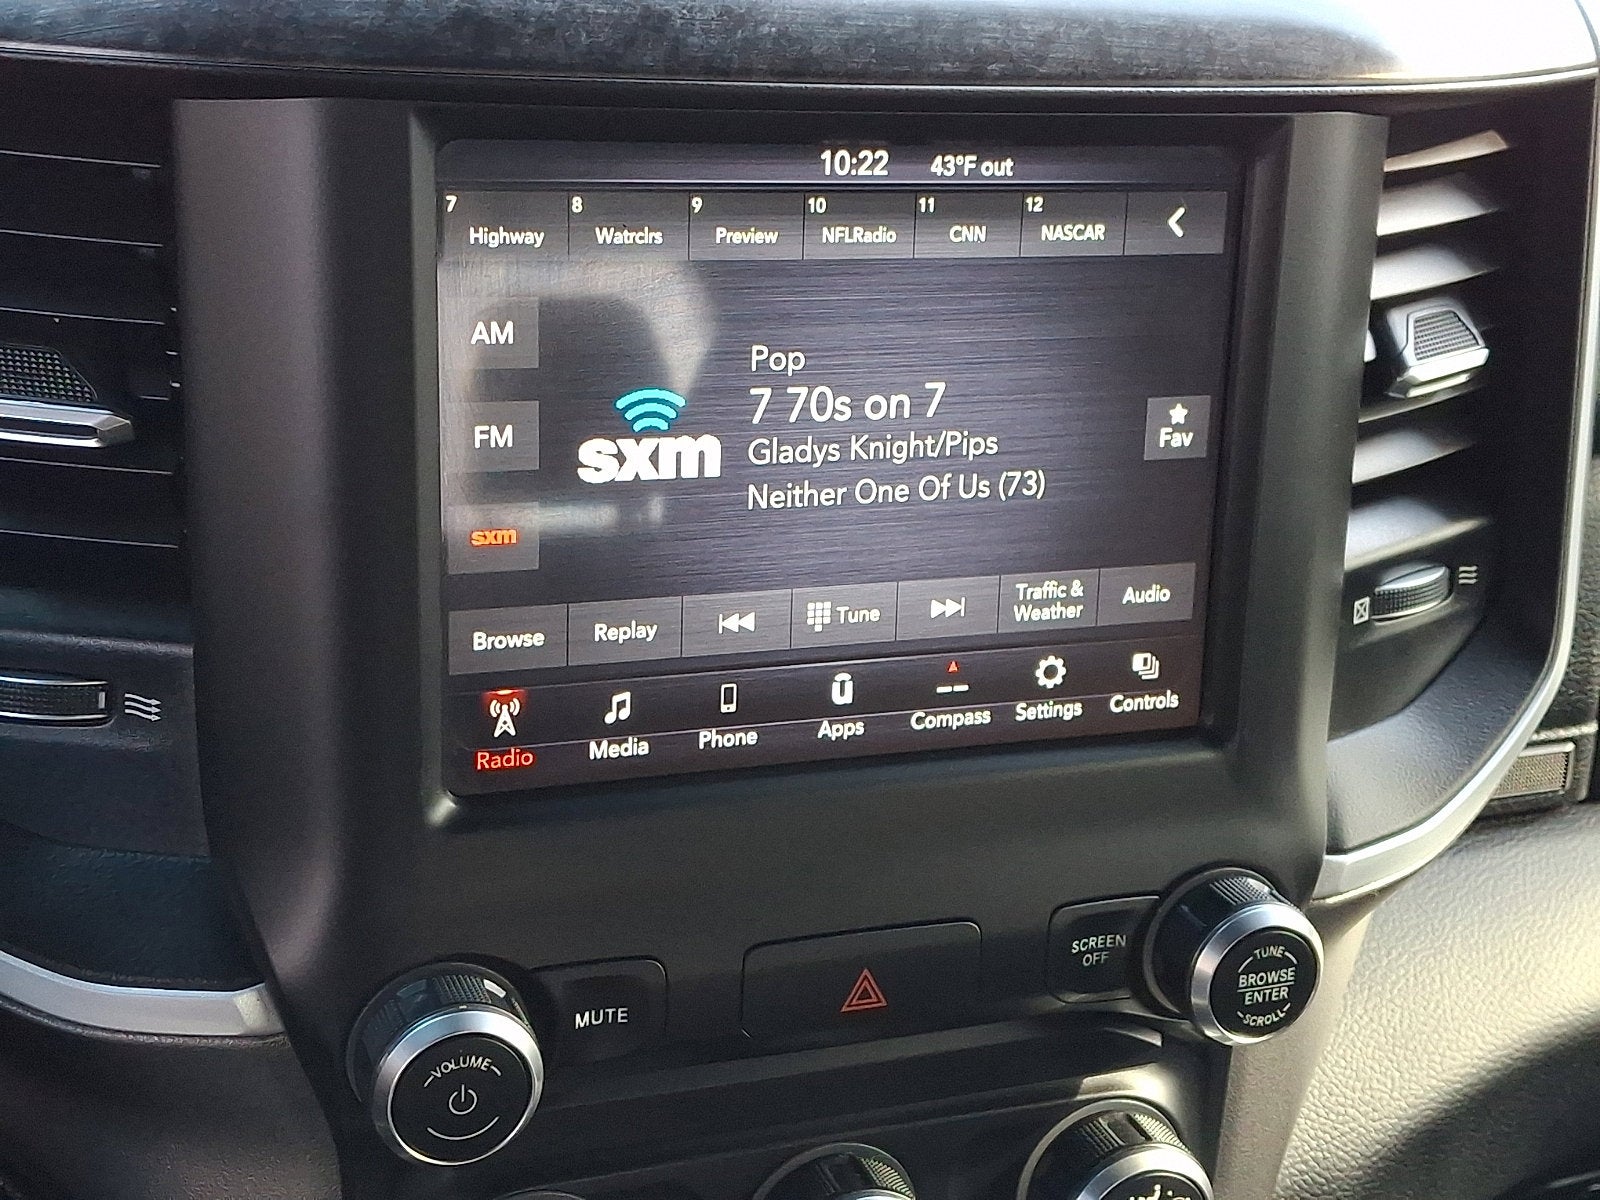 10:22 43°F out
7 8 9 10 11 12
Highway Watrclrs Preview NFLRadio CNN NASCAR
AM
Pop
7 70s on 7
Gladys Knight/Pips
Neither One Of Us (73)
FM
sxm
Fav
sxm
Browse Replay Tune Traffic & Weather Audio
Radio Media Phone Apps Compass Settings Controls
VOLUME
MUTE
SCREEN
OFF
TUNE
BROWSE
ENTER
SCROLL